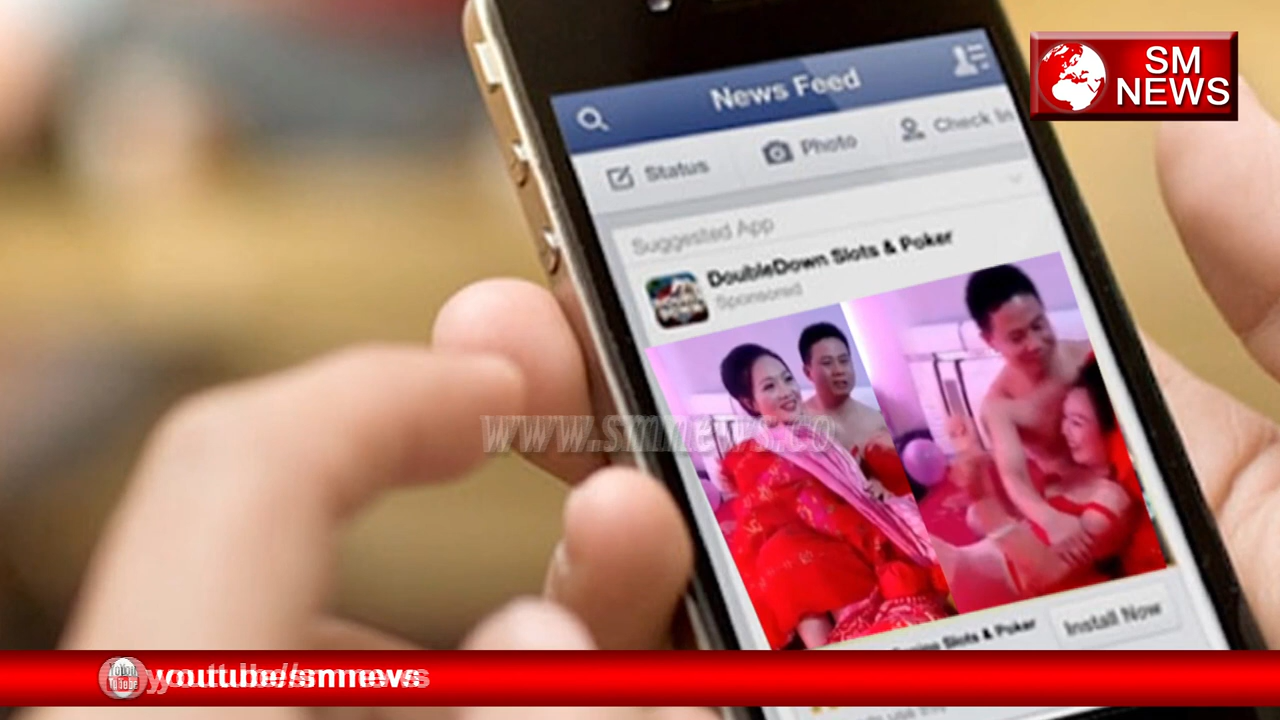 SM
NEWS
News Feed
Status
Photo
Check In
Suggested App
DoubleDown Slots & Poker
Sponsored
www.smnews.co
Slots & Poker
Install Now
youtube/smnews